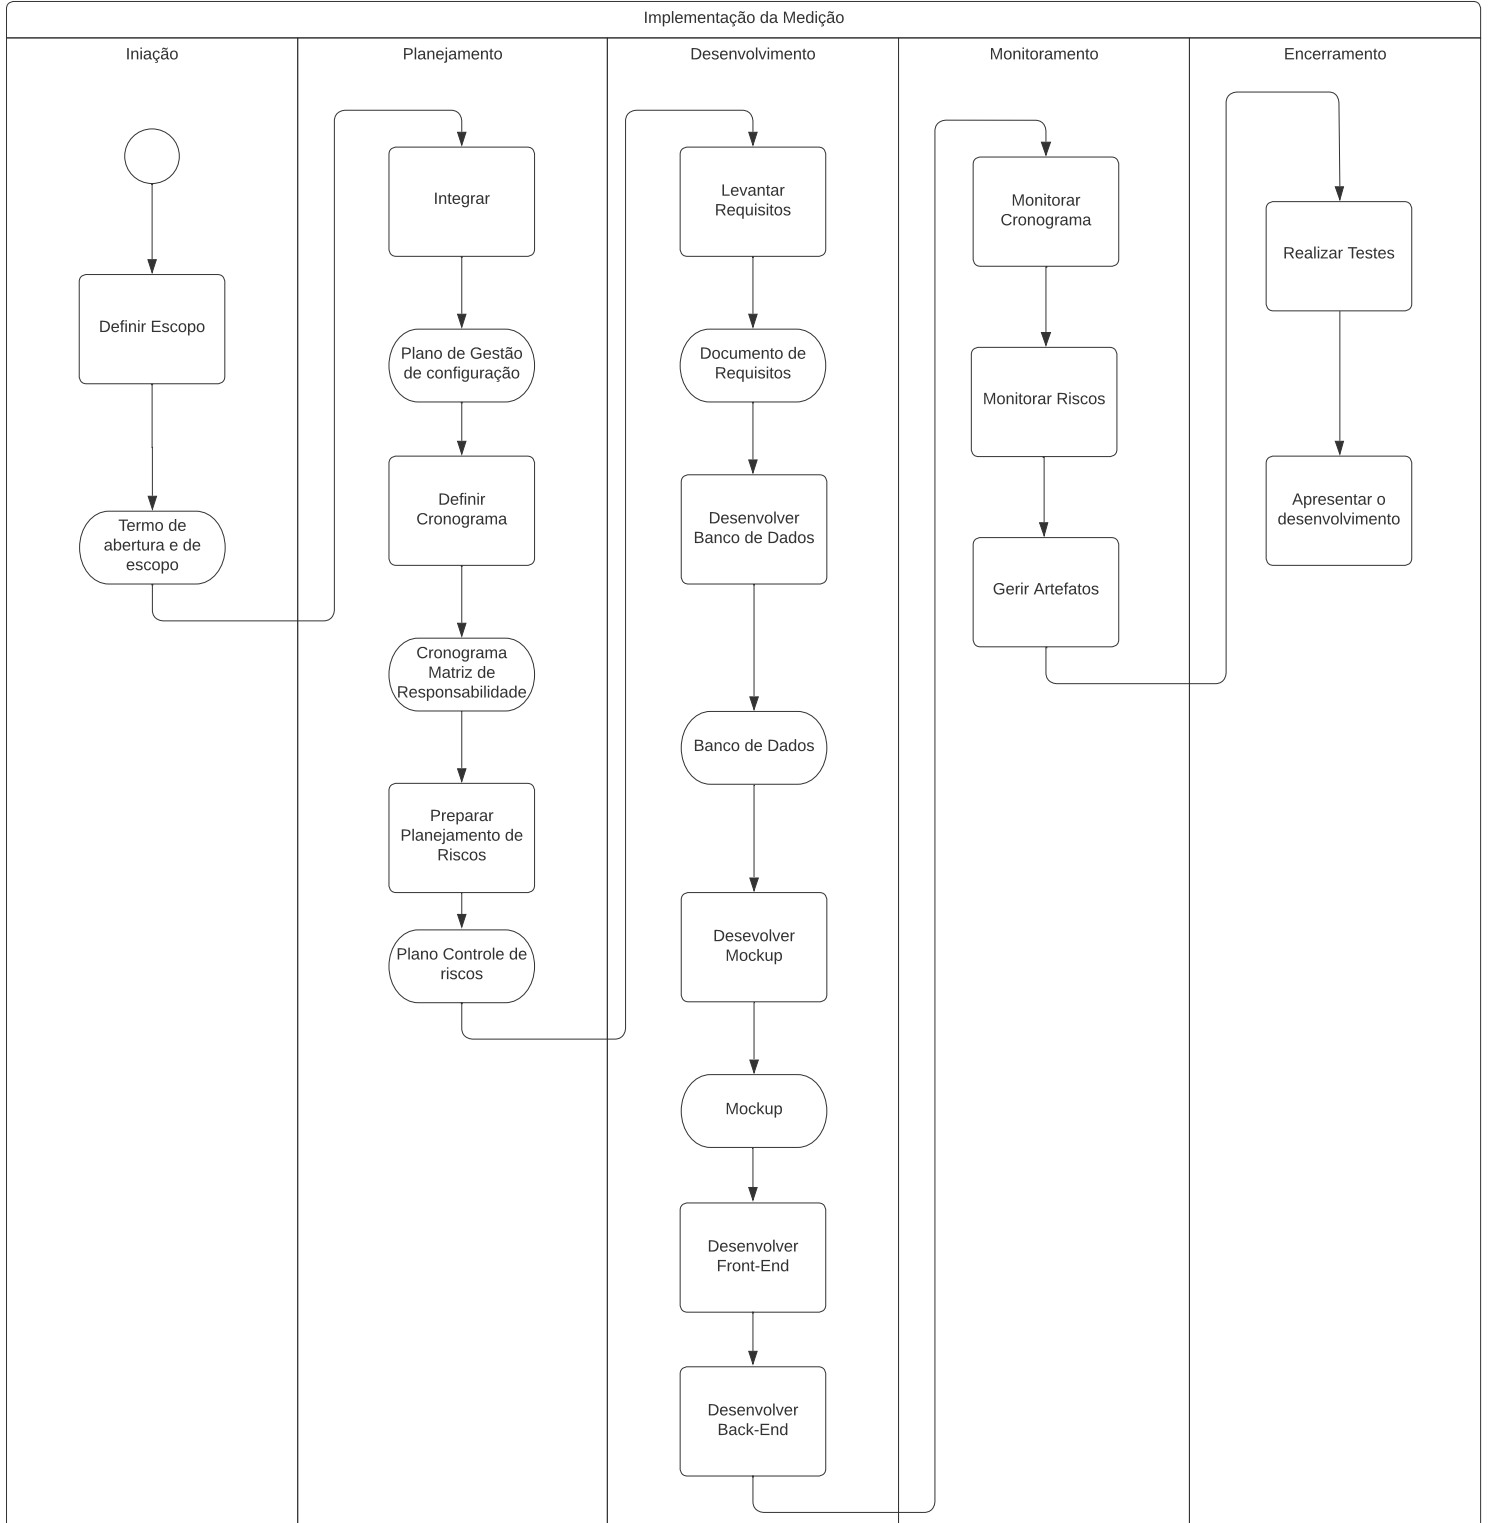 Implementação da Medição
Iniação
Planejamento
Desenvolvimento
Monitoramento
Encerramento
Definir Escopo
Termo de
abertura e de
escopo
Integrar
Plano de Gestão
de configuração
Definir
Cronograma
Cronograma
Matriz de
Responsabilidade
Preparar
Planejamento de
Riscos
Plano Controle de
riscos
Levantar
Requisitos
Documento de
Requisitos
Desenvolver
Banco de Dados
Banco de Dados
Desevolver
Mockup
Mockup
Desenvolver
Front-End
Desenvolver
Back-End
Monitorar
Cronograma
Monitorar Riscos
Gerir Artefatos
Realizar Testes
Apresentar o
desenvolvimento